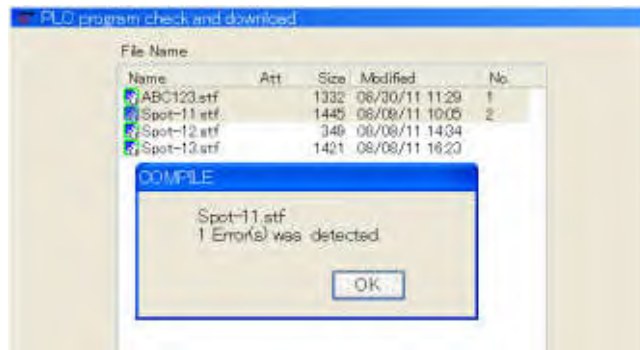 PLC program check and download
File Name
Name Att Size Modified No.
ABC123.stf 1332 06/30/11 11:29 1
Spot-11.stf 1445 08/09/11 10:05 2
Spot-12.stf 349 08/09/11 14:34
Spot-13.stf 1421 08/08/11 16:23
COMPILE
Spot-11.stf
1 Error(s) was detected
OK